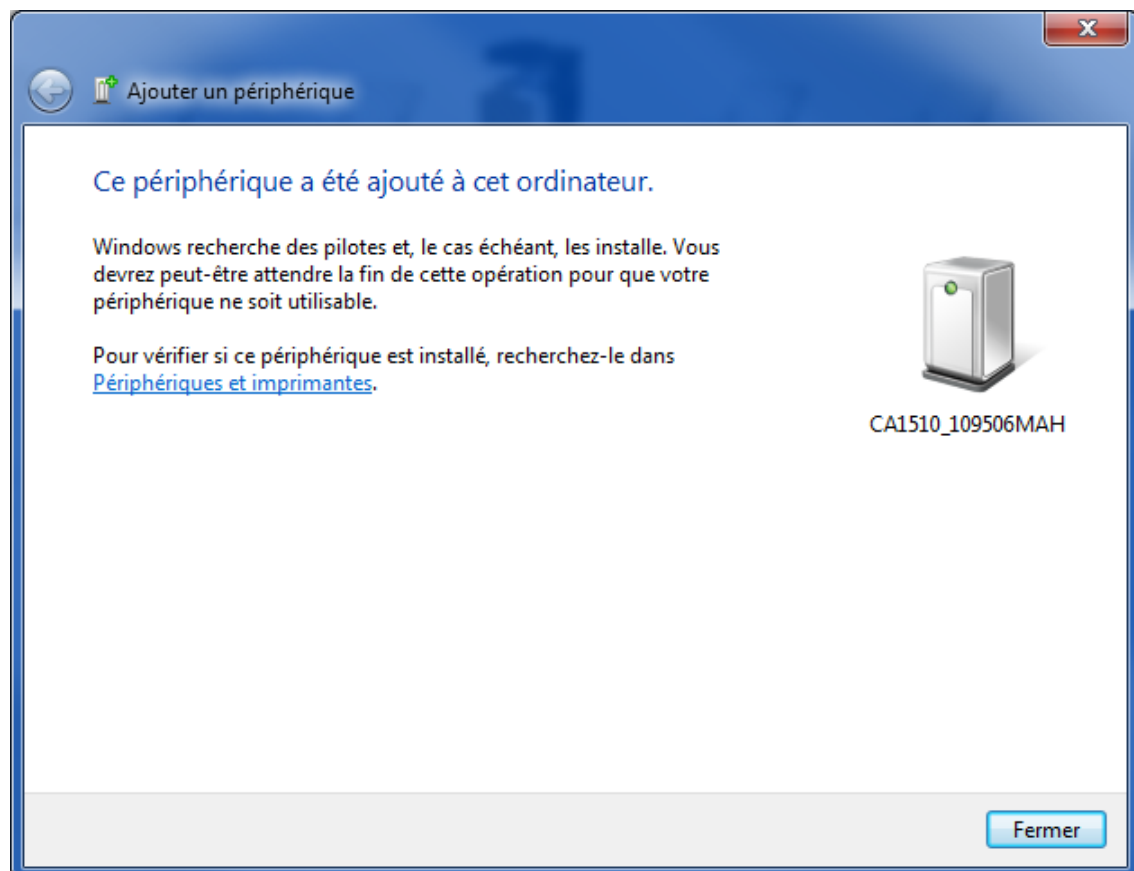 Ajouter un périphérique
Ce périphérique a été ajouté à cet ordinateur.
Windows recherche des pilotes et, le cas échéant, les installe. Vous
devrez peut-être attendre la fin de cette opération pour que votre
périphérique ne soit utilisable.
Pour vérifier si ce périphérique est installé, recherchez-le dans
Périphériques et imprimantes.
CA1510_109506MAH
Fermer